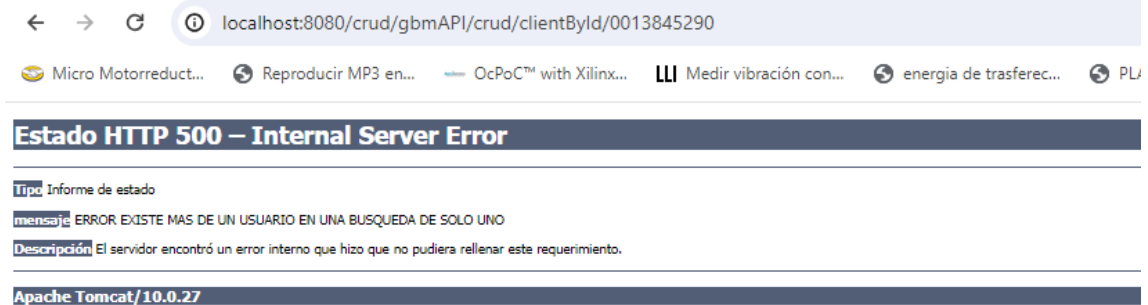 localhost:8080/crud/gbmAPI/crud/clientById/0013845290
Micro Motorreduct... Reproducir MP3 en... OcPoC™ with Xilinx... LLI Medir vibración con... energia de trasferec... PLA
Estado HTTP 500 – Internal Server Error
Tipo Informe de estado
mensaje ERROR EXISTE MAS DE UN USUARIO EN UNA BUSQUEDA DE SOLO UNO
Descripción El servidor encontró un error interno que hizo que no pudiera rellenar este requerimiento.
Apache Tomcat/10.0.27